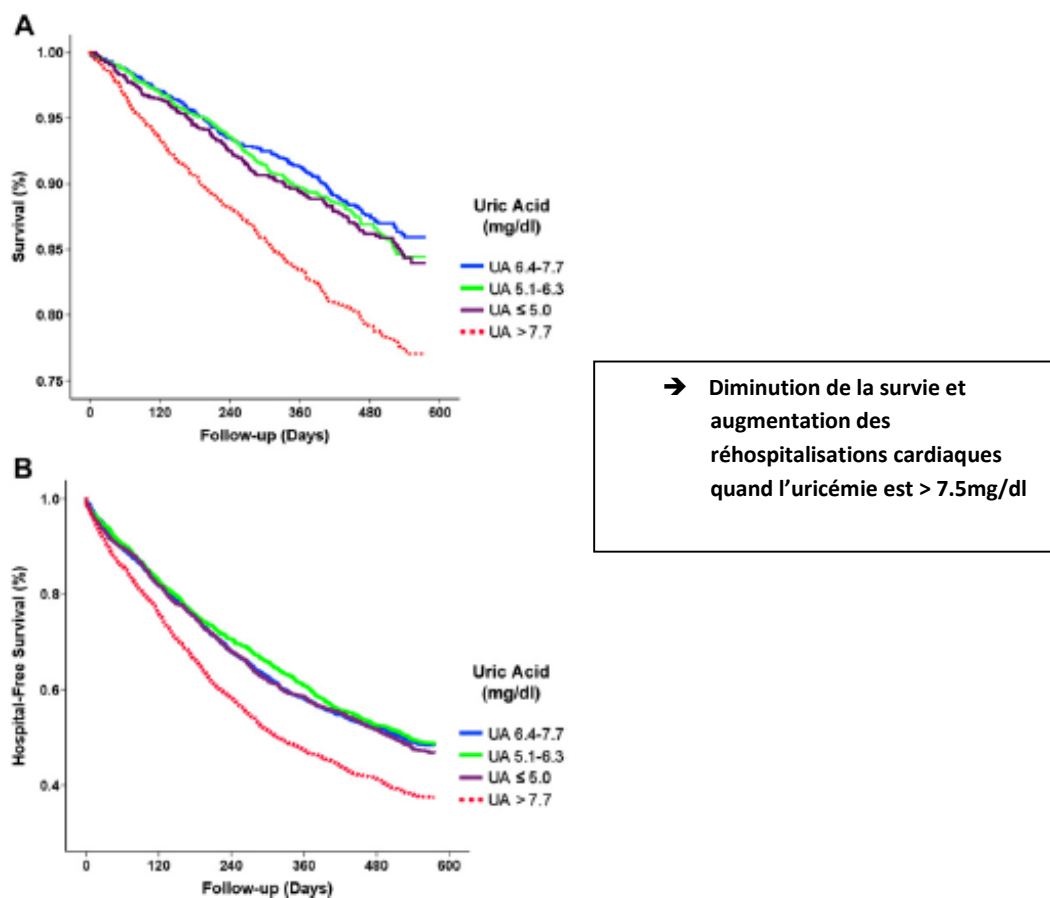 A
1.00
0.95
0.90
0.85
0.80
0.75
Survival (%)
0 120 240 360 480 600
Follow-up (Days)
Uric Acid
(mg/dl)
UA 6.4-7.7
UA 5.1-6.3
UA ≤ 5.0
UA > 7.7
➔ Diminution de la survie et
augmentation des
réhospitalisations cardiaques
quand l’uricémie est > 7.5mg/dl
B
1.0
0.8
0.6
0.4
Hospital-Free Survival (%)
0 120 240 360 480 600
Follow-up (Days)
Uric Acid
(mg/dl)
UA 6.4-7.7
UA 5.1-6.3
UA ≤ 5.0
UA > 7.7